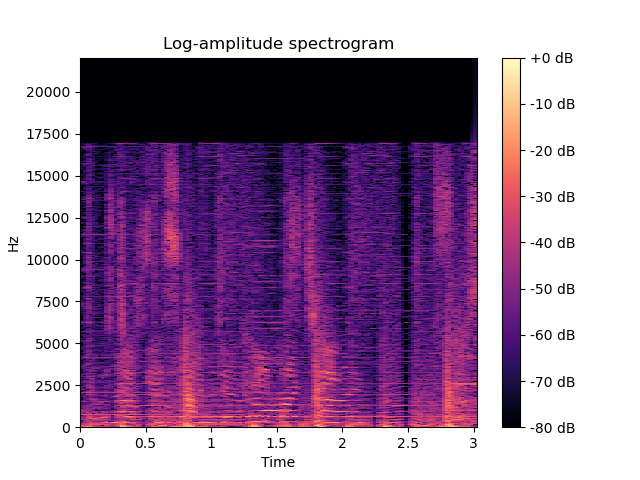 Log-amplitude spectrogram
Hz
20000
17500
15000
12500
10000
7500
5000
2500
0
0 0.5 1 1.5 2 2.5 3
Time
+0 dB
-10 dB
-20 dB
-30 dB
-40 dB
-50 dB
-60 dB
-70 dB
-80 dB